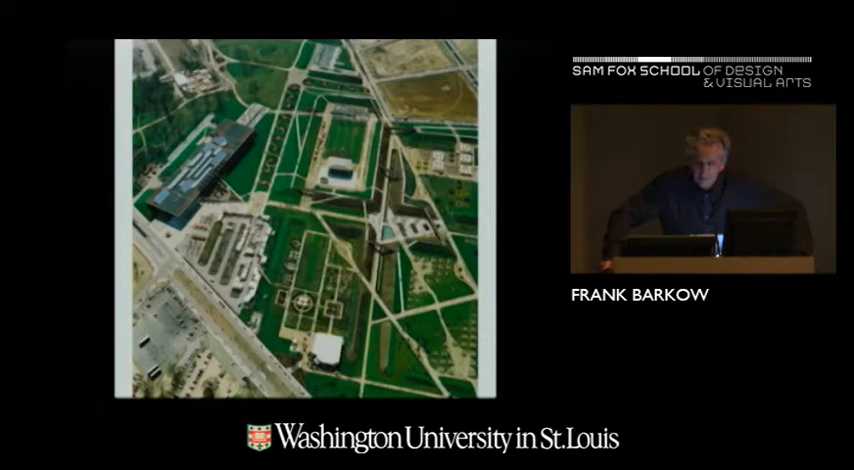 SAM FOX SCHOOL OF DESIGN
& VISUAL ARTS
FRANK BARKOW
Washington University in St. Louis